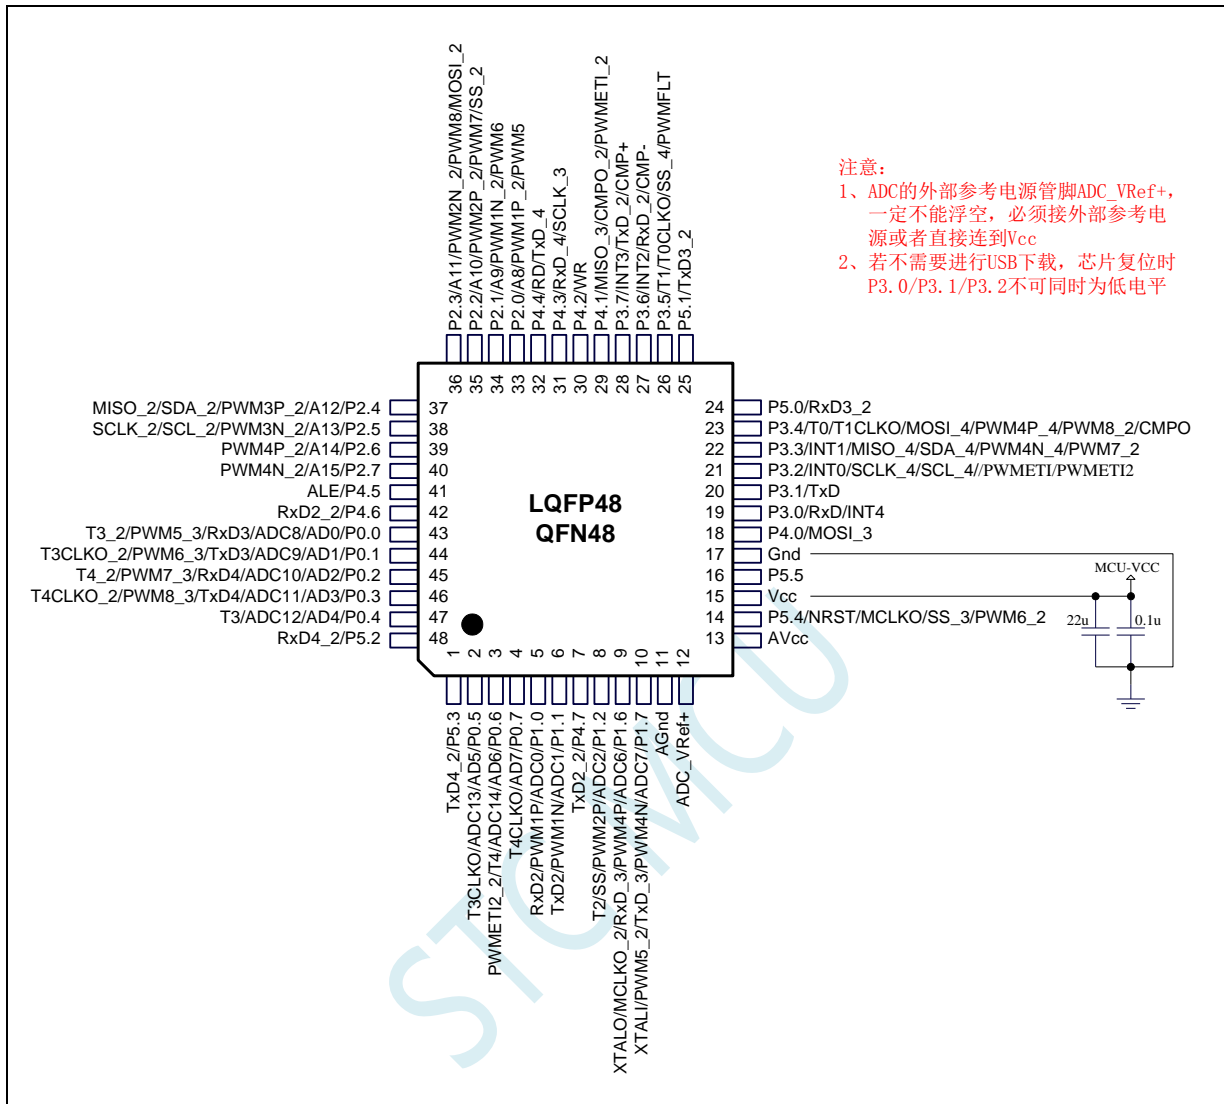 P2.3/A11/PWM2N_2/PWM8/MOSI_2
P2.2/A10/PWM2P_2/PWM7/SS_2
P2.1/A9/PWM1N_2/PWM6
P2.0/A8/PWM1P_2/PWM5
P4.4/RD/TxD_4
P4.3/RxD_4/SCLK_3
P4.2/WR
P4.1/MISO_3/CMPO_2/PWMETI_2
P3.7/INT3/TxD_2/CMP+
P3.6/INT2/RxD_2/CMP-
P3.5/T1/T0CLKO/SS_4/PWMFLT
P5.1/TxD3_2
注意：
1、ADC的外部参考电源管脚ADC_VRef+，
一定不能浮空，必须接外部参考电
源或者直接连到Vcc
2、若不需要进行USB下载，芯片复位时
P3.0/P3.1/P3.2不可同时为低电平
36 35 34 33 32 31 30 29 28 27 26 25
MISO_2/SDA_2/PWM3P_2/A12/P2.4 37
SCLK_2/SCL_2/PWM3N_2/A13/P2.5 38
PWM4P_2/A14/P2.6 39
PWM4N_2/A15/P2.7 40
ALE/P4.5 41
RxD2_2/P4.6 42
T3_2/PWM5_3/RxD3/ADC8/AD0/P0.0 43
T3CLKO_2/PWM6_3/TxD3/ADC9/AD1/P0.1 44
T4_2/PWM7_3/RxD4/ADC10/AD2/P0.2 45
T4CLKO_2/PWM8_3/TxD4/ADC11/AD3/P0.3 46
T3/ADC12/AD4/P0.4 47
RxD4_2/P5.2 48
LQFP48
QFN48
24 P5.0/RxD3_2
23 P3.4/T0/T1CLKO/MOSI_4/PWM4P_4/PWM8_2/CMPO
22 P3.3/INT1/MISO_4/SDA_4/PWM4N_4/PWM7_2
21 P3.2/INT0/SCLK_4/SCL_4//PWMETI/PWMETI2
20 P3.1/TxD
19 P3.0/RxD/INT4
18 P4.0/MOSI_3
17 Gnd
16 P5.5
15 Vcc
14 P5.4/NRST/MCLKO/SS_3/PWM6_2
13 AVcc
MCU-VCC
22u
0.1u
1 2 3 4 5 6 7 8 9 10 11 12
TxD4_2/P5.3
T3CLKO/ADC13/AD5/P0.5
PWMETI2_2/T4/ADC14/AD6/P0.6
T4CLKO/AD7/P0.7
RxD2/PWM1P/ADC0/P1.0
TxD2/PWM1N/ADC1/P1.1
TxD2_2/P4.7
T2/SS/PWM2P/ADC2/P1.2
XTALO/MCLKO_2/RxD_3/PWM4P/ADC6/P1.6
XTALI/PWM5_2/TxD_3/PWM4N/ADC7/P1.7
AGnd
ADC_VRef+
STCMCU